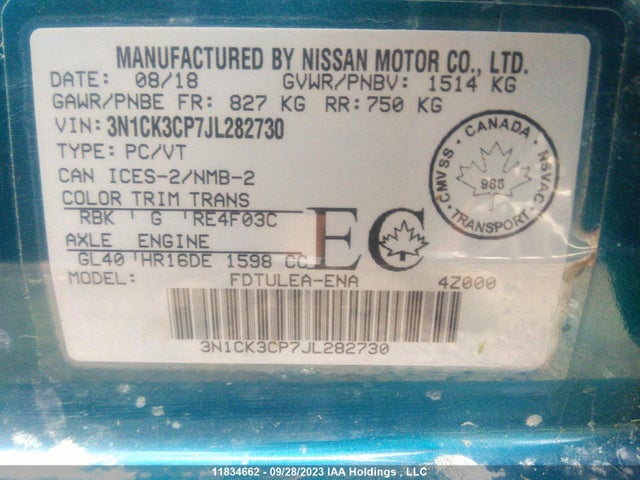 MANUFACTURED BY NISSAN MOTOR CO., LTD.
DATE: 08/18 GVWR/PNBV: 1514 KG
GAWR/PNBE FR: 827 KG RR: 750 KG
VIN: 3N1CK3CP7JL282730
TYPE: PC/VT
CAN ICES-2/NMB-2
COLOR TRIM TRANS
RBK G RE4F03C
AXLE ENGINE
GL40 HR16DE 1598 CC
EC
MODEL: FDTULEA-ENA 4Z000
3N1CK3CP7JL282730
CMVSS · CANADA · NSVAC · TRANSPORT ·
985
11834662 - 09/28/2023 IAA Holdings , LLC